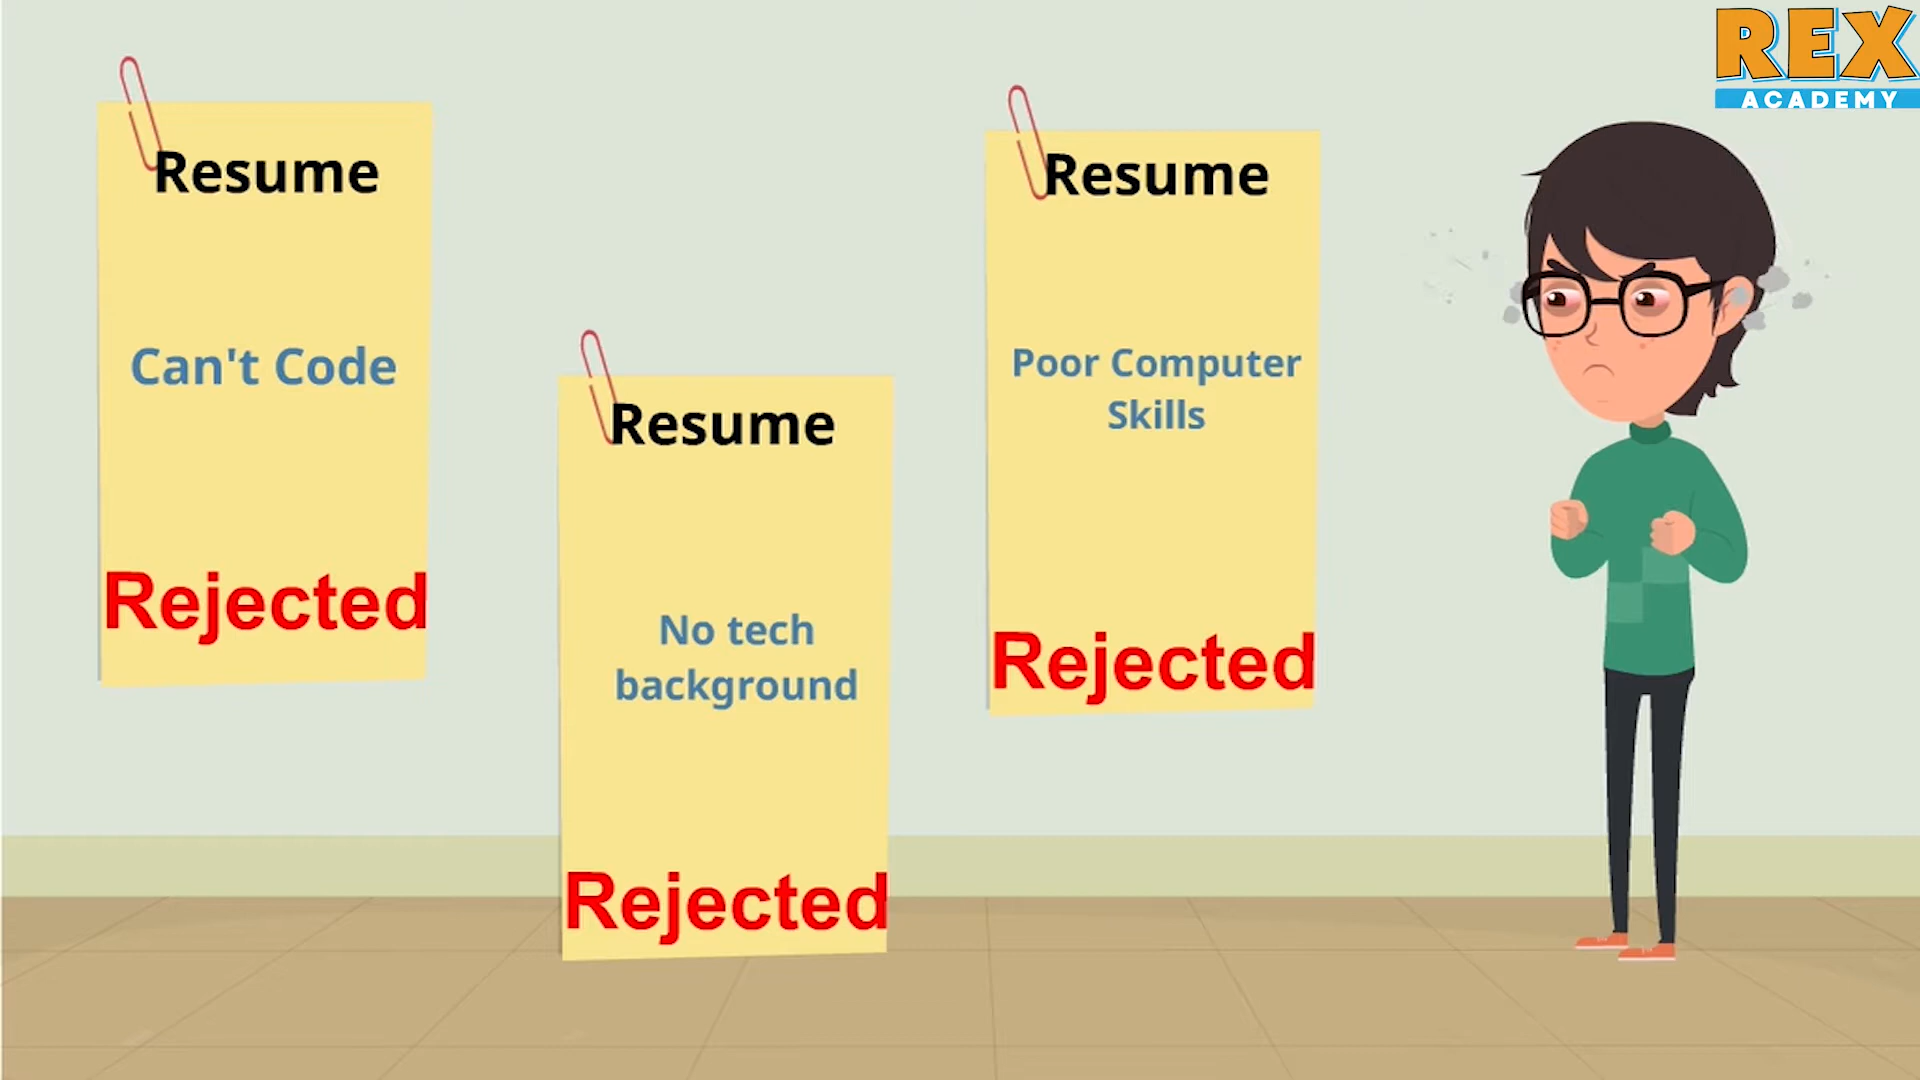 REX
ACADEMY
Resume
Can't Code
Rejected
Resume
No tech
background
Rejected
Resume
Poor Computer
Skills
Rejected